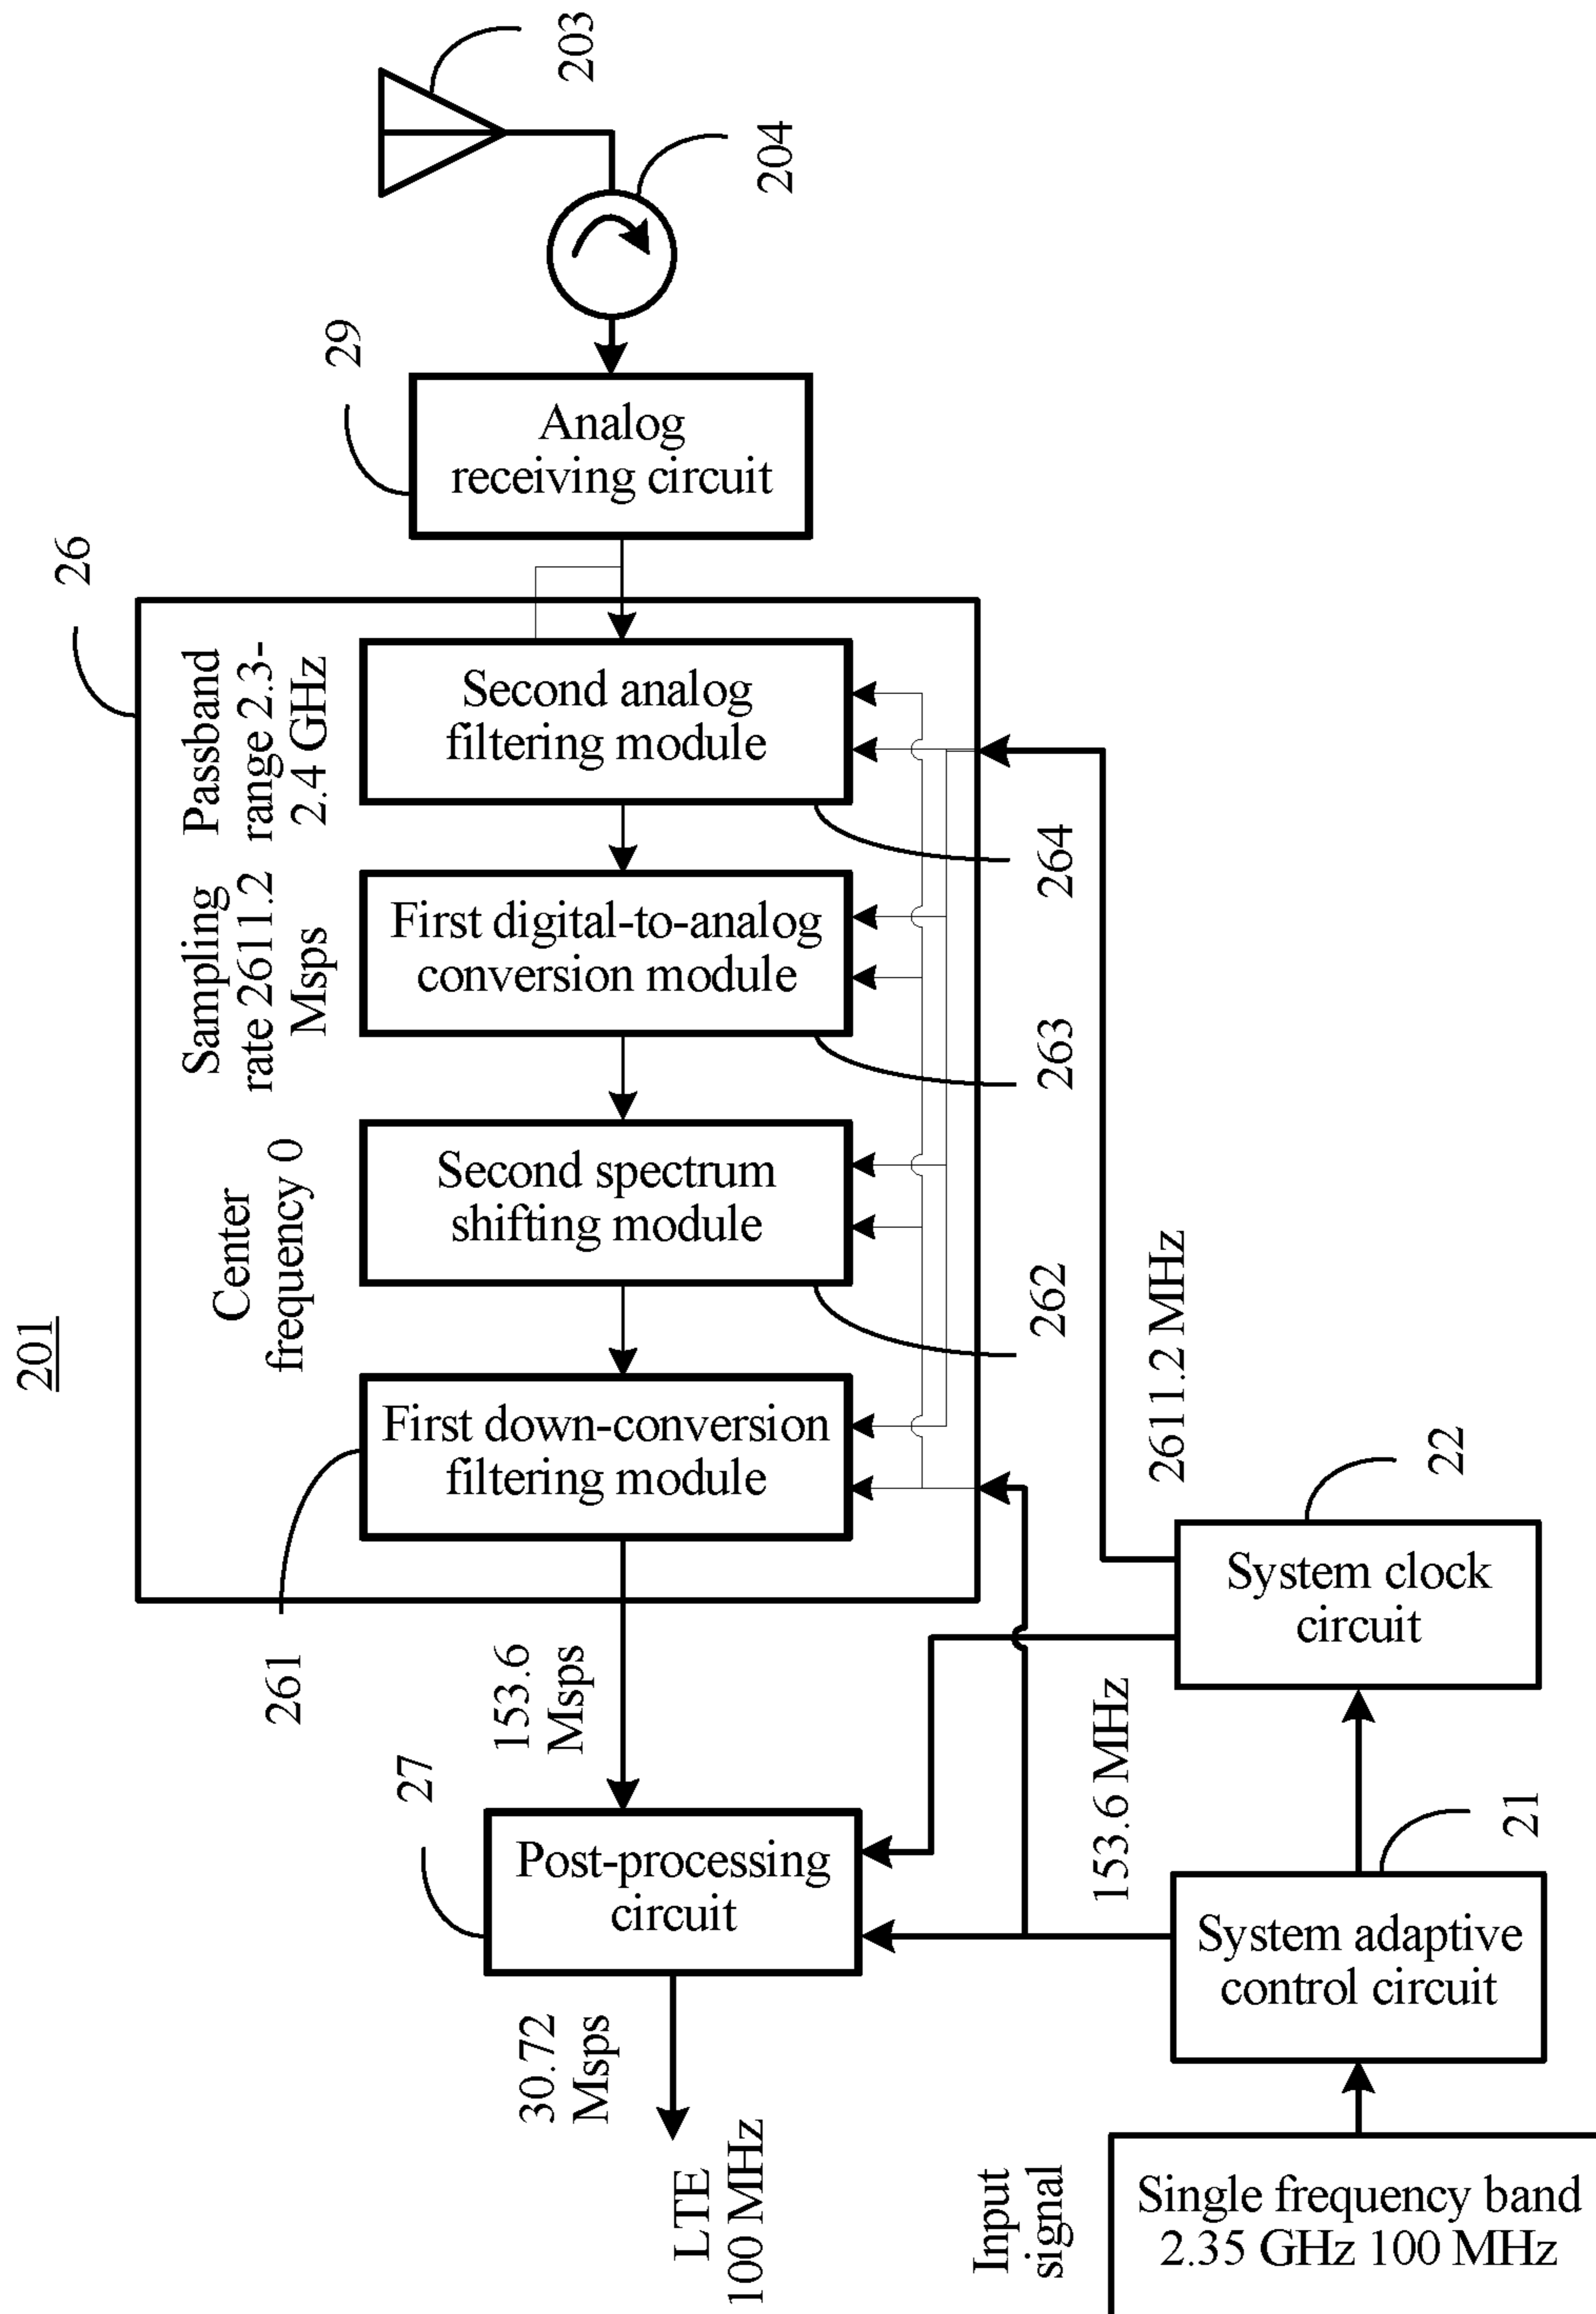 201
203
204
29
Analog
receiving circuit
26
Passband
range 2.3-
2.4 GHz
Second analog
filtering module
264
Sampling
rate 2611.2
Msps
First digital-to-analog
conversion module
263
Center
frequency 0
Second spectrum
shifting module
262
First down-conversion
filtering module
261
2611.2 MHz
22
System clock
circuit
153.6
Msps
153.6 MHz
27
Post-processing
circuit
21
System adaptive
control circuit
30.72
Msps
LTE
100 MHz
Input
signal
Single frequency band
2.35 GHz 100 MHz